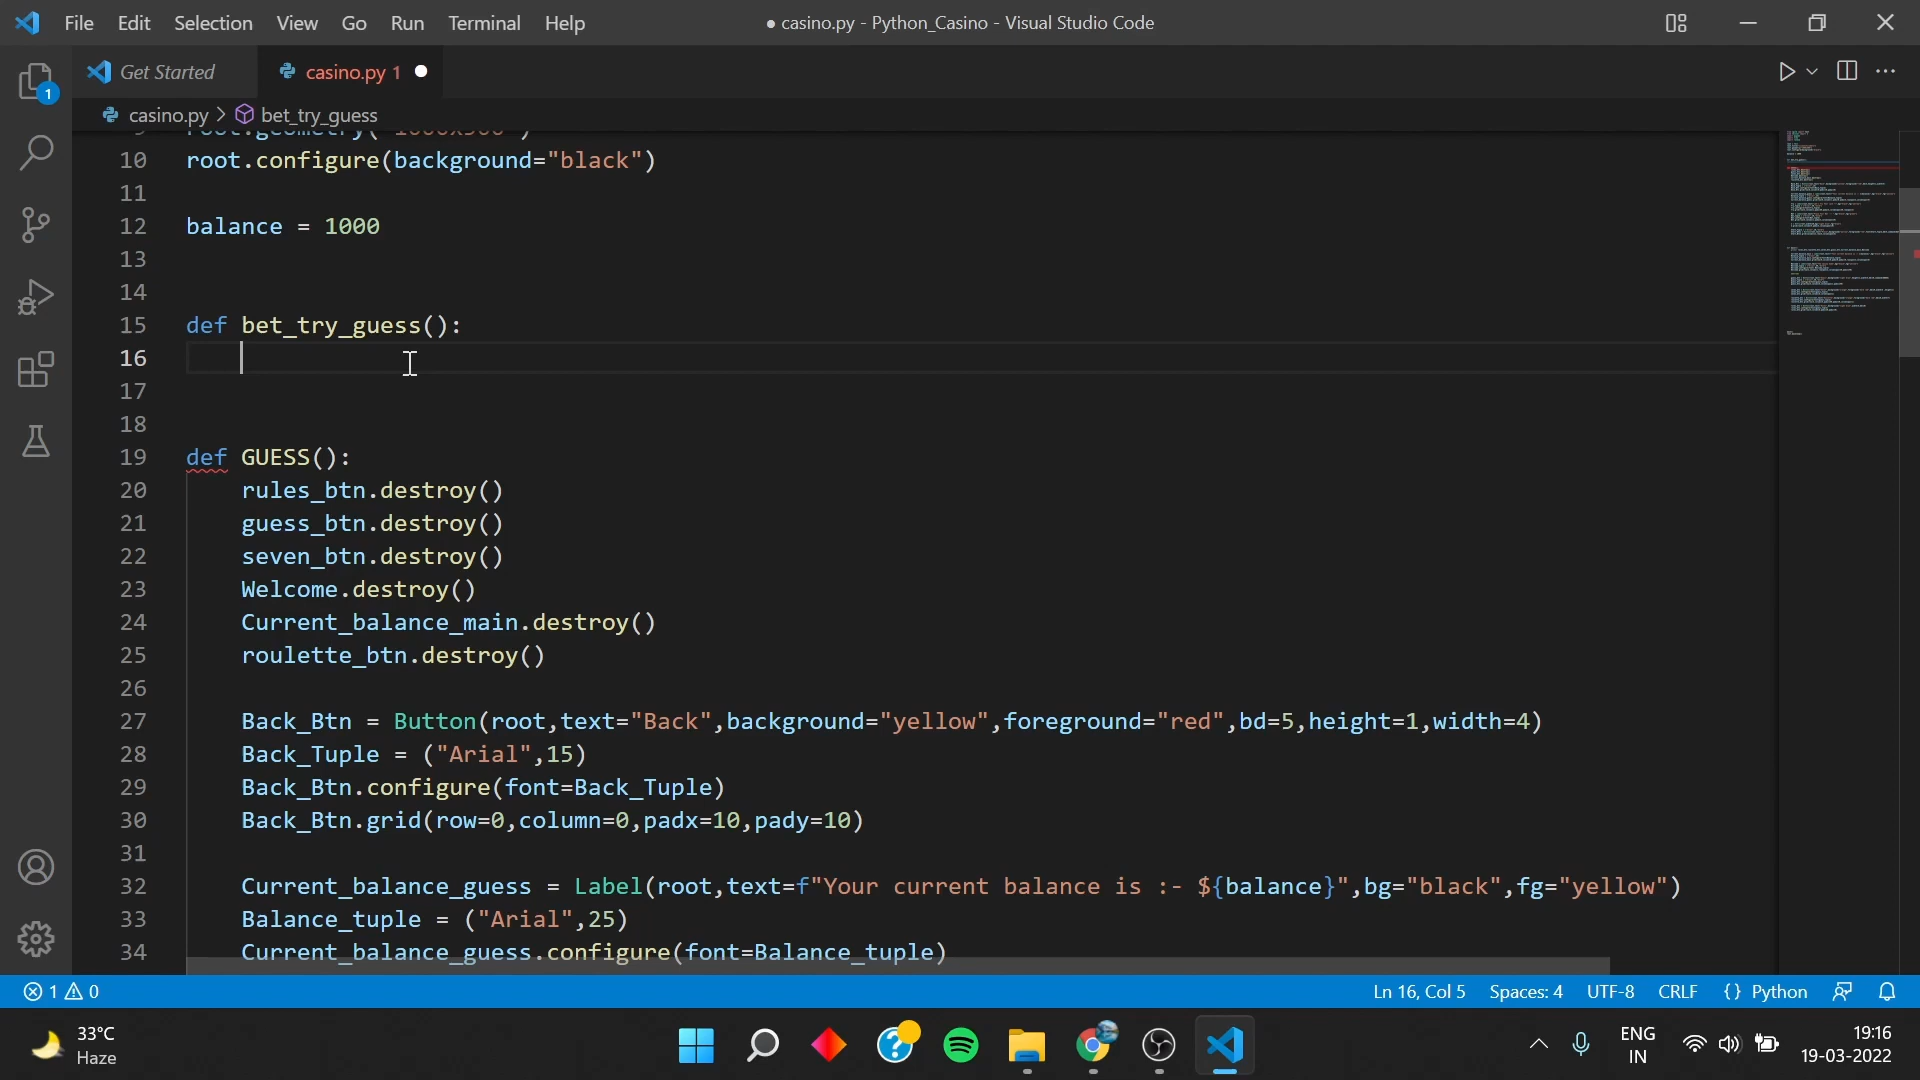 File Edit Selection View Go Run Terminal Help
● casino.py - Python_Casino - Visual Studio Code
Get Started
casino.py 1
casino.py > bet_try_guess
1
10 root.configure(background="black")
11
12 balance = 1000
13
14
15 def bet_try_guess():
16
17
18
19 def GUESS():
20 rules_btn.destroy()
21 guess_btn.destroy()
22 seven_btn.destroy()
23 Welcome.destroy()
24 Current_balance_main.destroy()
25 roulette_btn.destroy()
26
27 Back_Btn = Button(root,text="Back",background="yellow",foreground="red",bd=5,height=1,width=4)
28 Back_Tuple = ("Arial",15)
29 Back_Btn.configure(font=Back_Tuple)
30 Back_Btn.grid(row=0,column=0,padx=10,pady=10)
31
32 Current_balance_guess = Label(root,text=f"Your current balance is :- ${balance}",bg="black",fg="yellow")
33 Balance_tuple = ("Arial",25)
34 Current_balance_guess.configure(font=Balance_tuple)
1 0
Ln 16, Col 5 Spaces: 4 UTF-8 CRLF {} Python
33°C
Haze
ENG
IN
19:16
19-03-2022